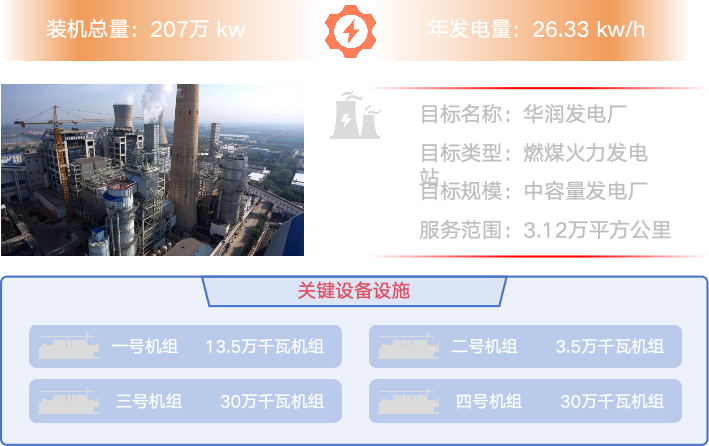 装机总量：207万 kw
年发电量：26.33 kw/h
目标名称：华润发电厂
目标类型：燃煤火力发电
站
目标规模：中容量发电厂
服务范围：3.12万平方公里
关键设备设施
一号机组 13.5万千瓦机组
二号机组 3.5万千瓦机组
三号机组 30万千瓦机组
四号机组 30万千瓦机组